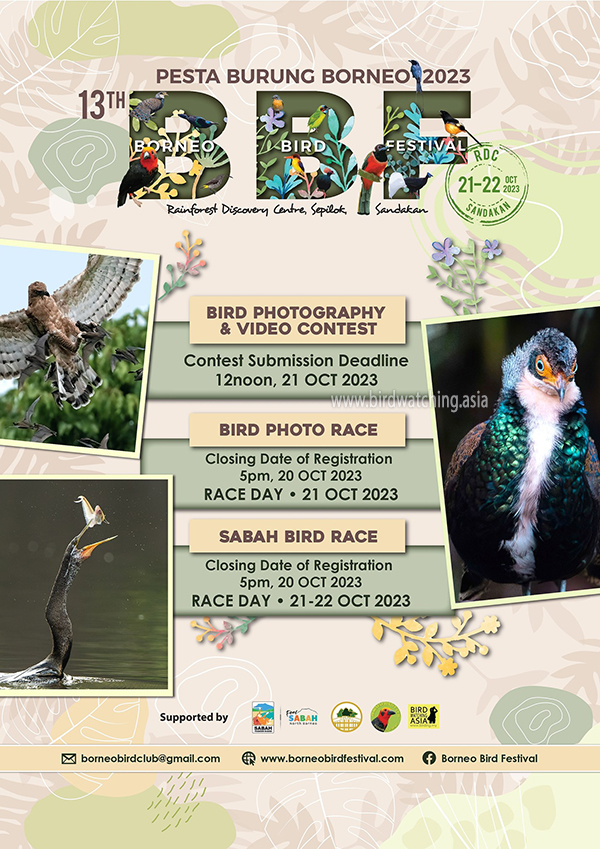 PESTA BURUNG BORNEO 2023
13TH
BBF
BORNEO BIRD FESTIVAL
Rainforest Discovery Centre, Sepilok, Sandakan
RDC
21-22 OCT 2023
SANDAKAN
BIRD PHOTOGRAPHY
& VIDEO CONTEST
Contest Submission Deadline
12noon, 21 OCT 2023
www.birdwatching.asia
BIRD PHOTO RACE
Closing Date of Registration
5pm, 20 OCT 2023
RACE DAY • 21 OCT 2023
SABAH BIRD RACE
Closing Date of Registration
5pm, 20 OCT 2023
RACE DAY • 21-22 OCT 2023
Supported by
SABAH
SABAH
north borneo
BIRD
WATCHING
ASIA
borneobirdclub@gmail.com
www.borneobirdfestival.com
Borneo Bird Festival